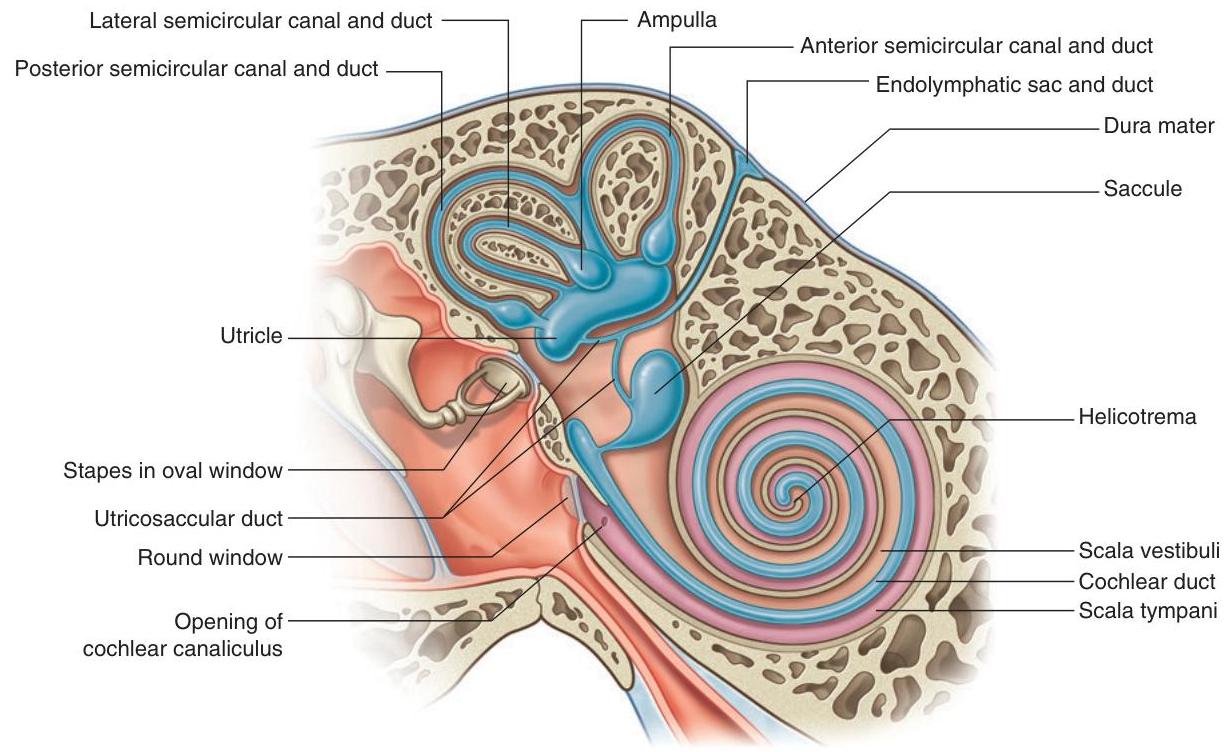 Lateral semicircular canal and duct
Ampulla
Anterior semicircular canal and duct
Posterior semicircular canal and duct
Endolymphatic sac and duct
Dura mater
Saccule
Utricle
Helicotrema
Stapes in oval window
Utricosaccular duct
Round window
Scala vestibuli
Cochlear duct
Scala tympani
Opening of
cochlear canaliculus